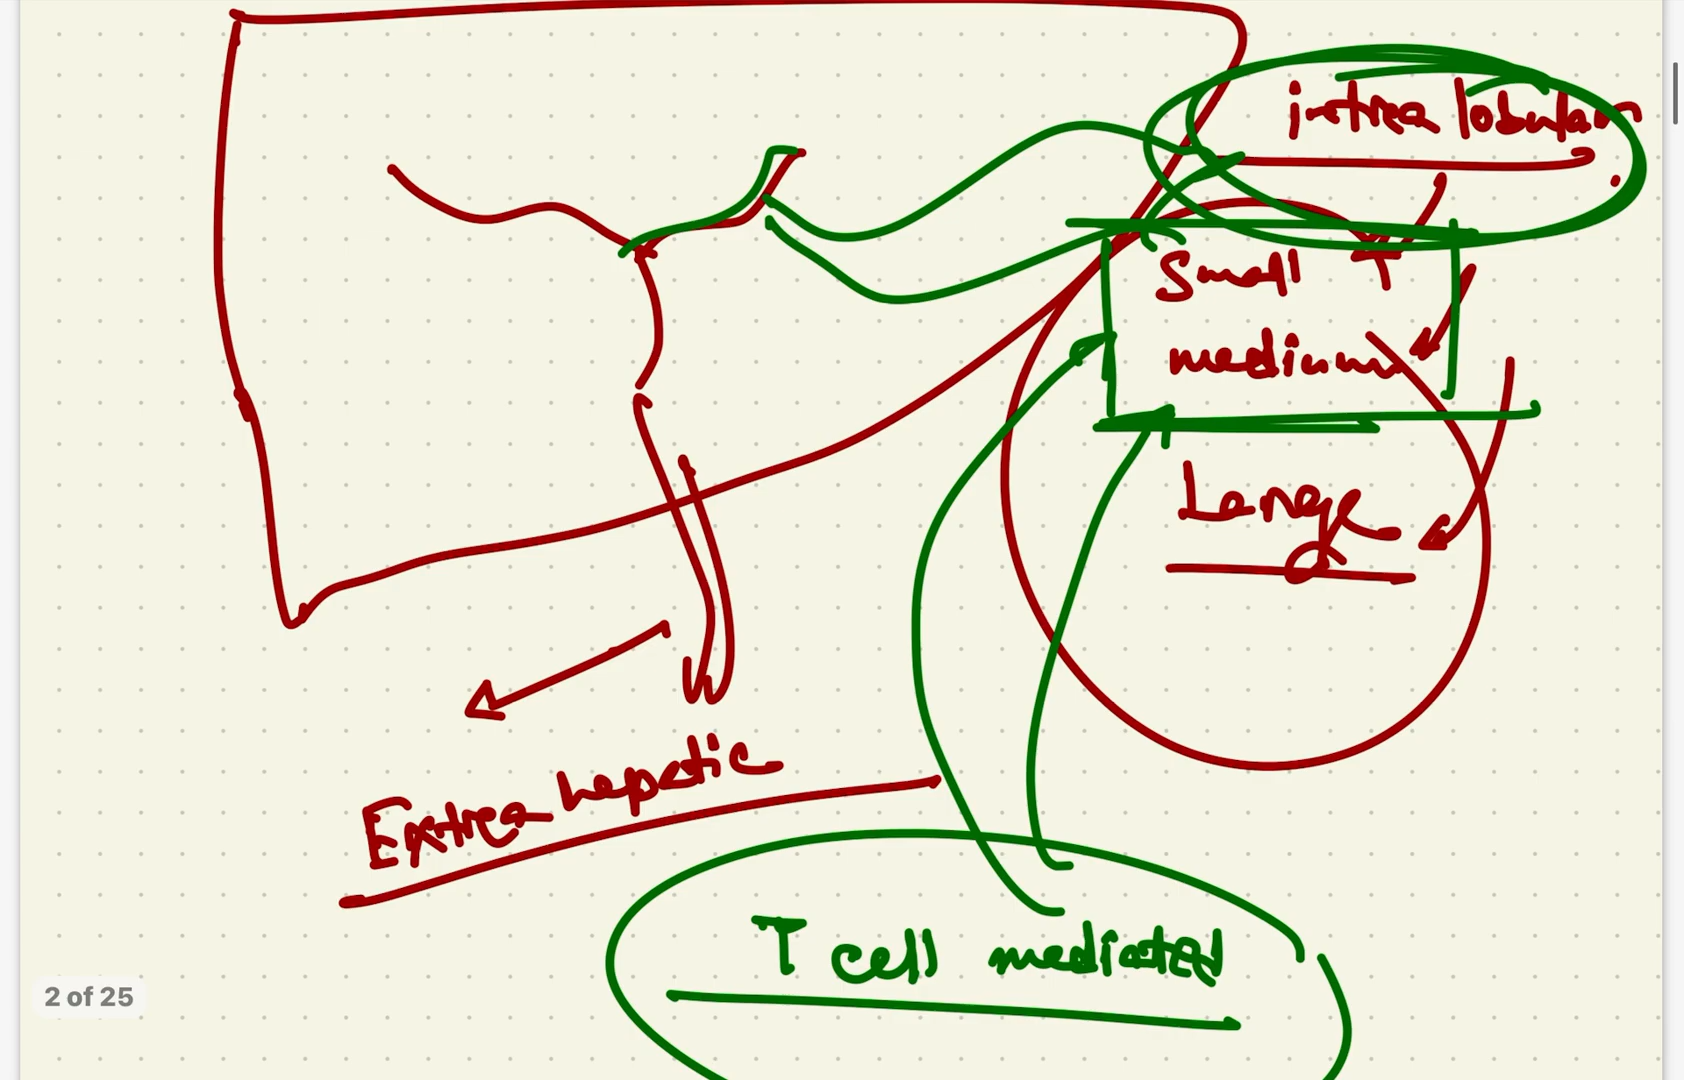 intra lobular
Small
medium
Large
Extra hepatic
T cell mediated
2 of 25